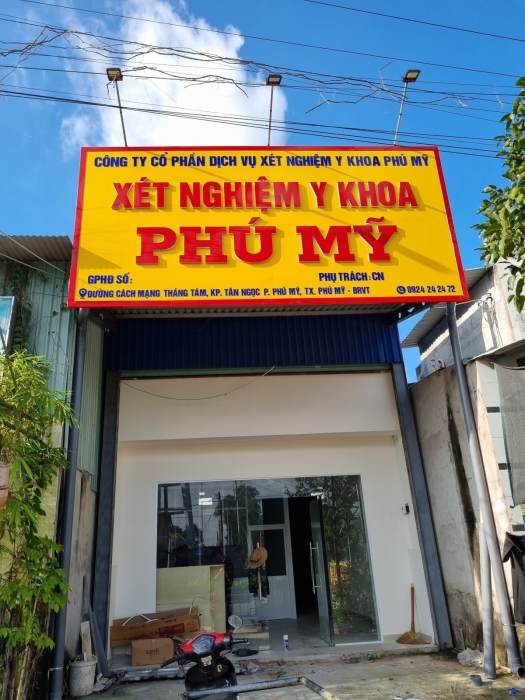 CÔNG TY CỔ PHẦN DỊCH VỤ XÉT NGHIỆM Y KHOA PHÚ MỸ
XÉT NGHIỆM Y KHOA
PHÚ MỸ
GPHĐ SỐ: PHỤ TRÁCH: CN
ĐƯỜNG CÁCH MẠNG THÁNG TÁM, KP. TÂN NGỌC P. PHÚ MỸ, TX. PHÚ MỸ - BRVT 0924 24 24 72